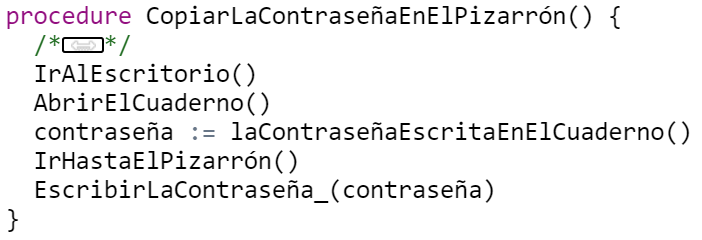 procedure CopiarLaContraseñaEnElPizarrón() {
/**/
IrAlEscritorio()
AbrirElCuaderno()
contraseña := laContraseñaEscritaEnElCuaderno()
IrHastaElPizarrón()
EscribirLaContraseña_(contraseña)
}